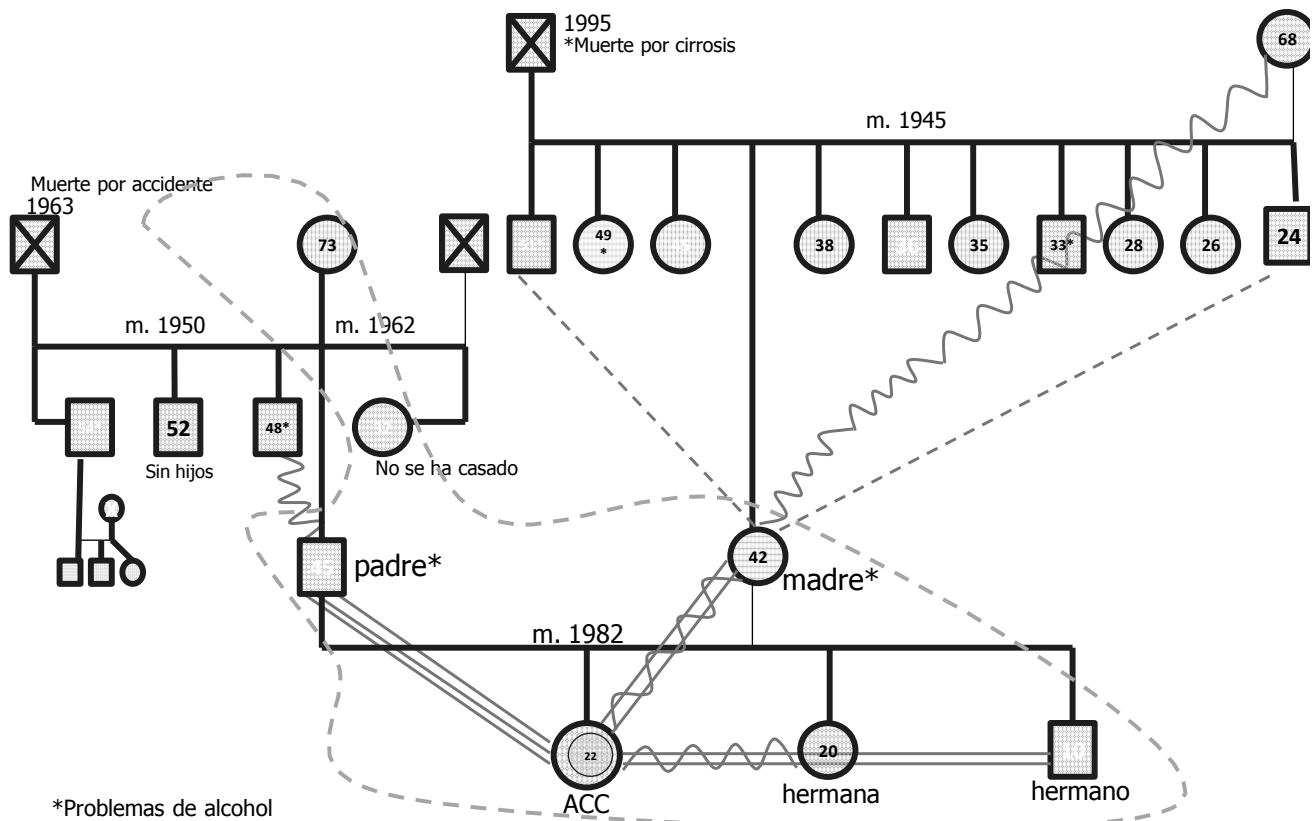 1995
*Muerte por cirrosis
68
m. 1945
Muerte por accidente
1963
73
49
*
38
35
33*
28
26
24
m. 1950
m. 1962
52
48*
Sin hijos
No se ha casado
padre*
42
madre*
m. 1982
22
20
ACC
hermana
hermano
*Problemas de alcohol